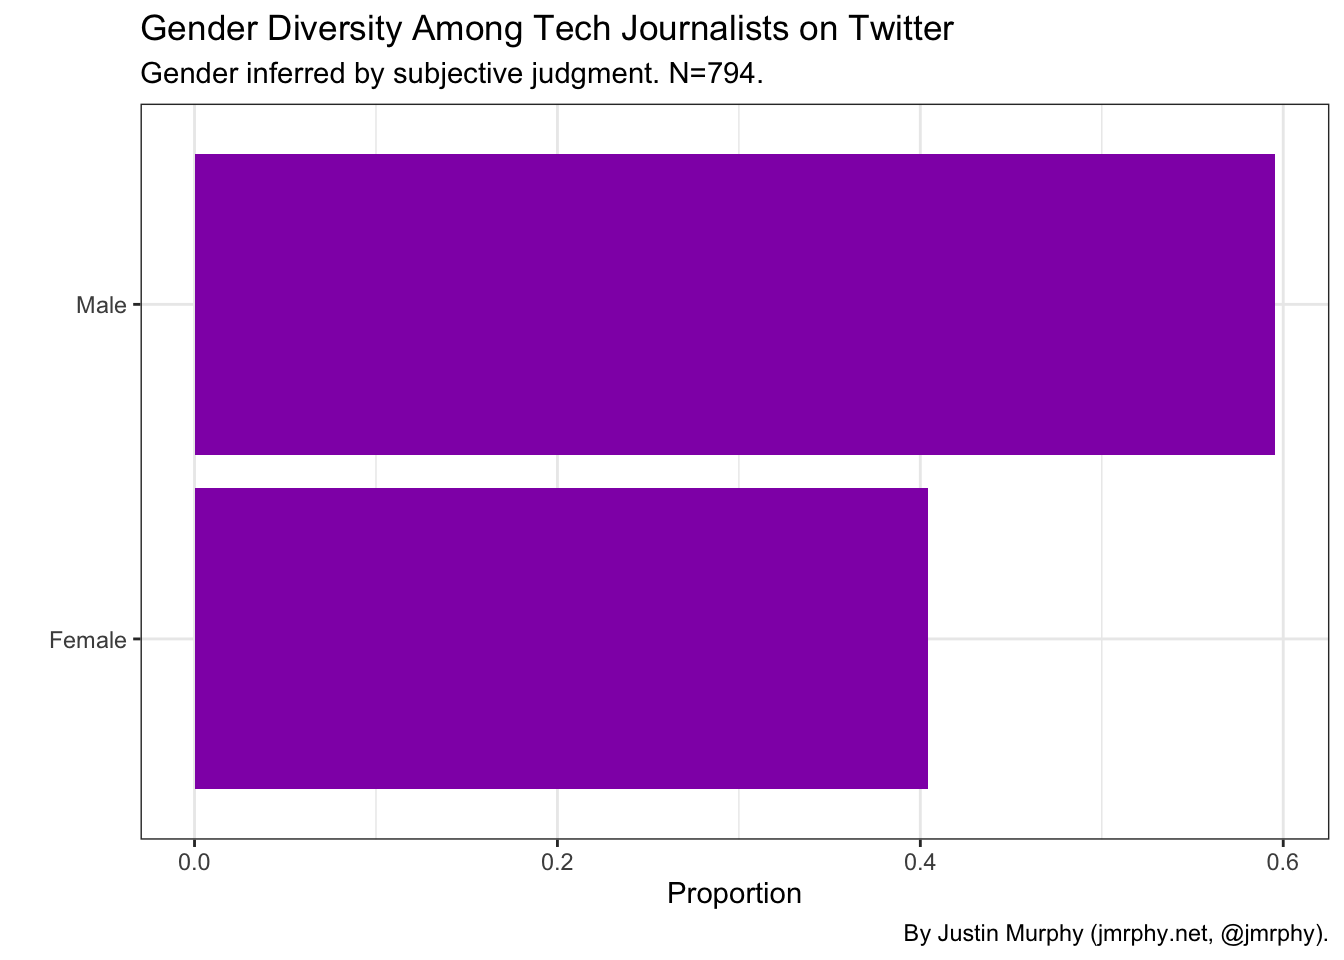 Gender Diversity Among Tech Journalists on Twitter
Gender inferred by subjective judgment. N=794.
Male
Female
0.0 0.2 0.4 0.6
Proportion
By Justin Murphy (jmrphy.net, @jmrphy).